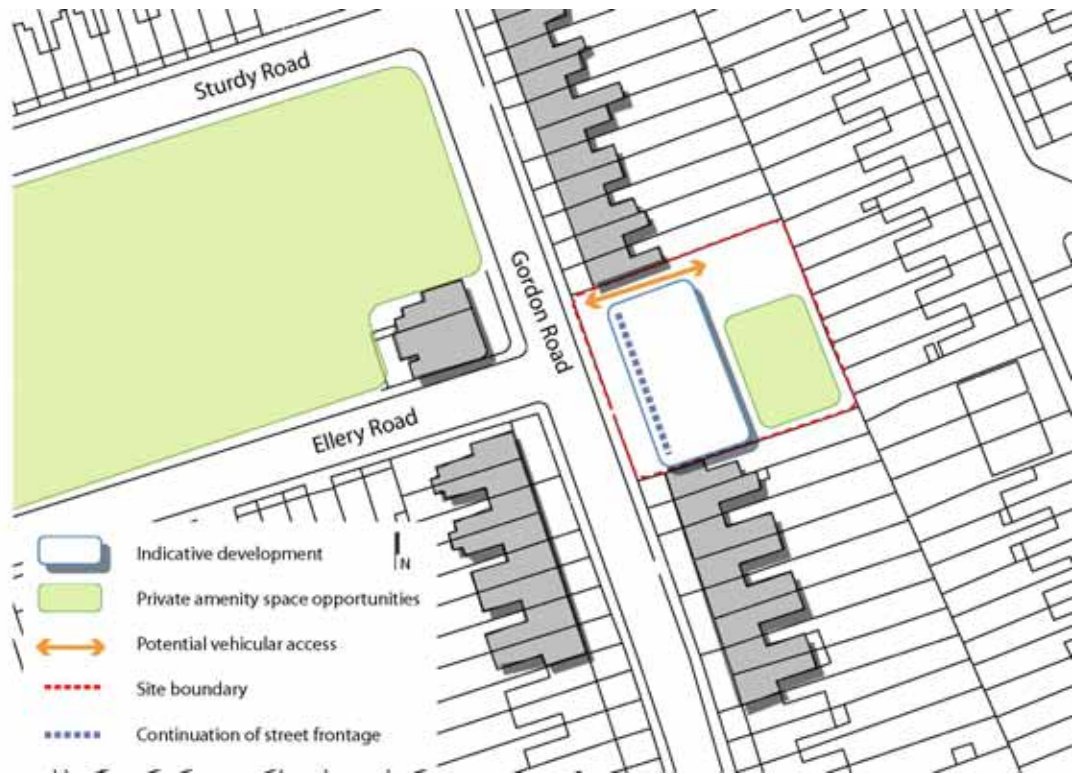 Sturdy Road
Gordon Road
Ellery Road
Indicative development
N
Private amenity space opportunities
Potential vehicular access
Site boundary
Continuation of street frontage